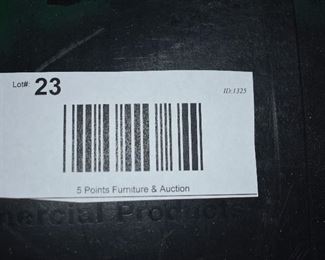 Lot#: 23
ID:1325
5 Points Furniture & Auction
mercial Products